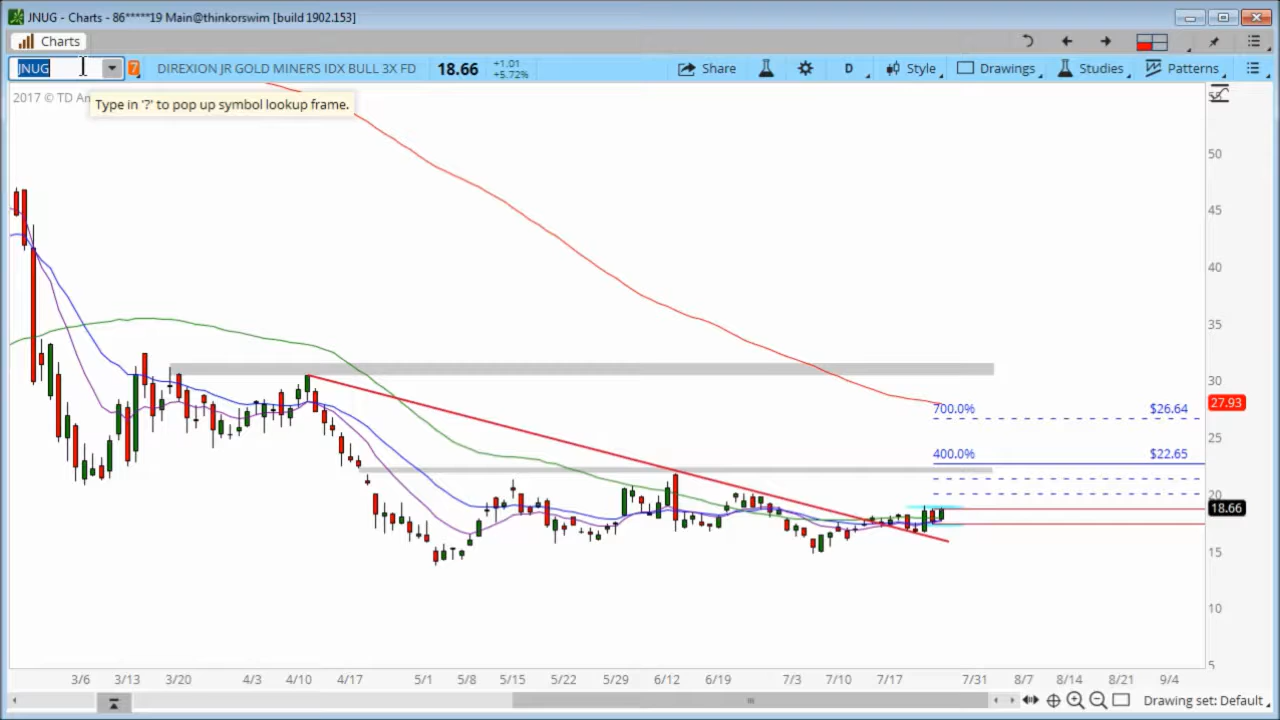 JNUG - Charts - 86*****19 Main@thinkorswim [build 1902.153]
Charts
JNUG 7 DIREXION JR GOLD MINERS IDX BULL 3X FD 18.66 +1.01 +5.72% Share D Style Drawings Studies Patterns
2017 © TD
Type in '?' to pop up symbol lookup frame.
50
45
40
35
30
27.93
700.0% $26.64
25
400.0% $22.65
20
18.66
15
10
5
3/6 3/13 3/20 4/3 4/10 4/17 5/1 5/8 5/15 5/22 5/29 6/12 6/19 7/3 7/10 7/17 7/31 8/7 8/14 8/21 9/4
Drawing set: Default